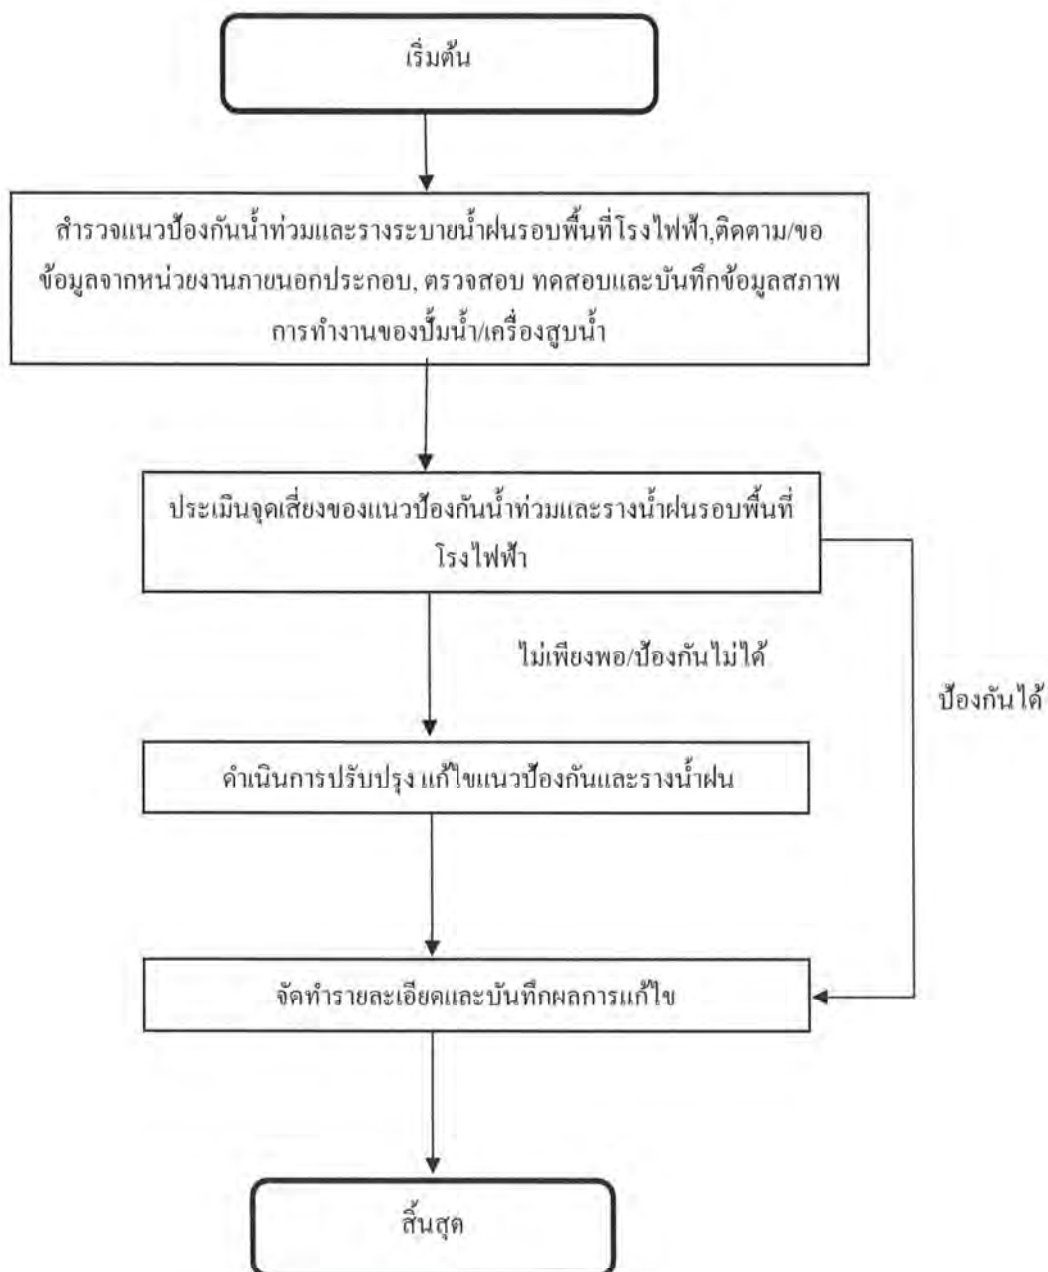 เริ่มต้น
สำรวจแนวป้องกันน้ำท่วมและรางระบายน้ำฝนรอบพื้นที่โรงไฟฟ้า,ติดตาม/ขอ
ข้อมูลจากหน่วยงานภายนอกประกอบ, ตรวจสอบ ทดสอบและบันทึกข้อมูลสภาพ
การทำงานของปั้มน้ำ/เครื่องสูบน้ำ
ประเมินจุดเสี่ยงของแนวป้องกันน้ำท่วมและรางน้ำฝนรอบพื้นที่
โรงไฟฟ้า
ไม่เพียงพอ/ป้องกันไม่ได้
ป้องกันได้
ดำเนินการปรับปรุง แก้ไขแนวป้องกันและรางน้ำฝน
จัดทำรายละเอียดและบันทึกผลการแก้ไข
สิ้นสุด